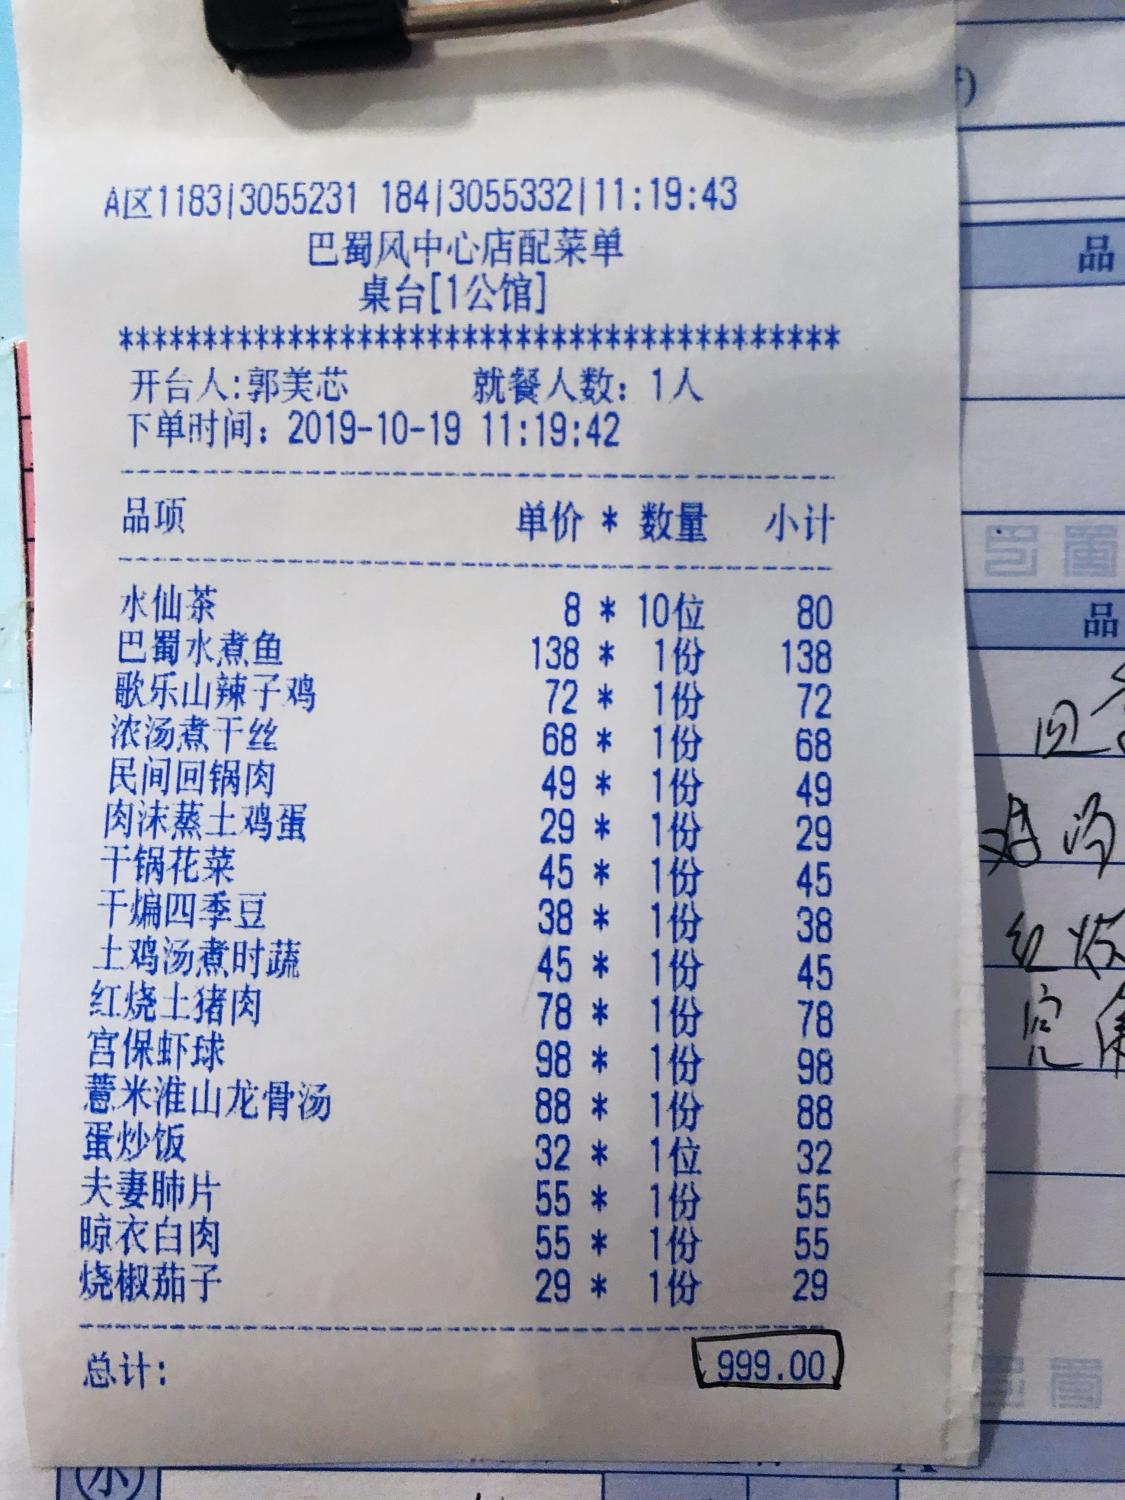 A区1183|3055231 184|3055332|11:19:43
巴蜀风中心店配菜单
桌台[1公馆]
******************************************
开台人:郭美芯 就餐人数：1人
下单时间：2019-10-19 11:19:42
品项 单价 * 数量 小计
水仙茶 8 * 10位 80
巴蜀水煮鱼 138 * 1份 138
歌乐山辣子鸡 72 * 1份 72
浓汤煮干丝 68 * 1份 68
民间回锅肉 49 * 1份 49
肉沫蒸土鸡蛋 29 * 1份 29
干锅花菜 45 * 1份 45
干煸四季豆 38 * 1份 38
土鸡汤煮时蔬 45 * 1份 45
红烧土猪肉 78 * 1份 78
宫保虾球 98 * 1份 98
薏米淮山龙骨汤 88 * 1份 88
蛋炒饭 32 * 1位 32
夫妻肺片 55 * 1份 55
晾衣白肉 55 * 1份 55
烧椒茄子 29 * 1份 29
总计: 999.00
品
巴蜀
品
回
鸡汤
红烧